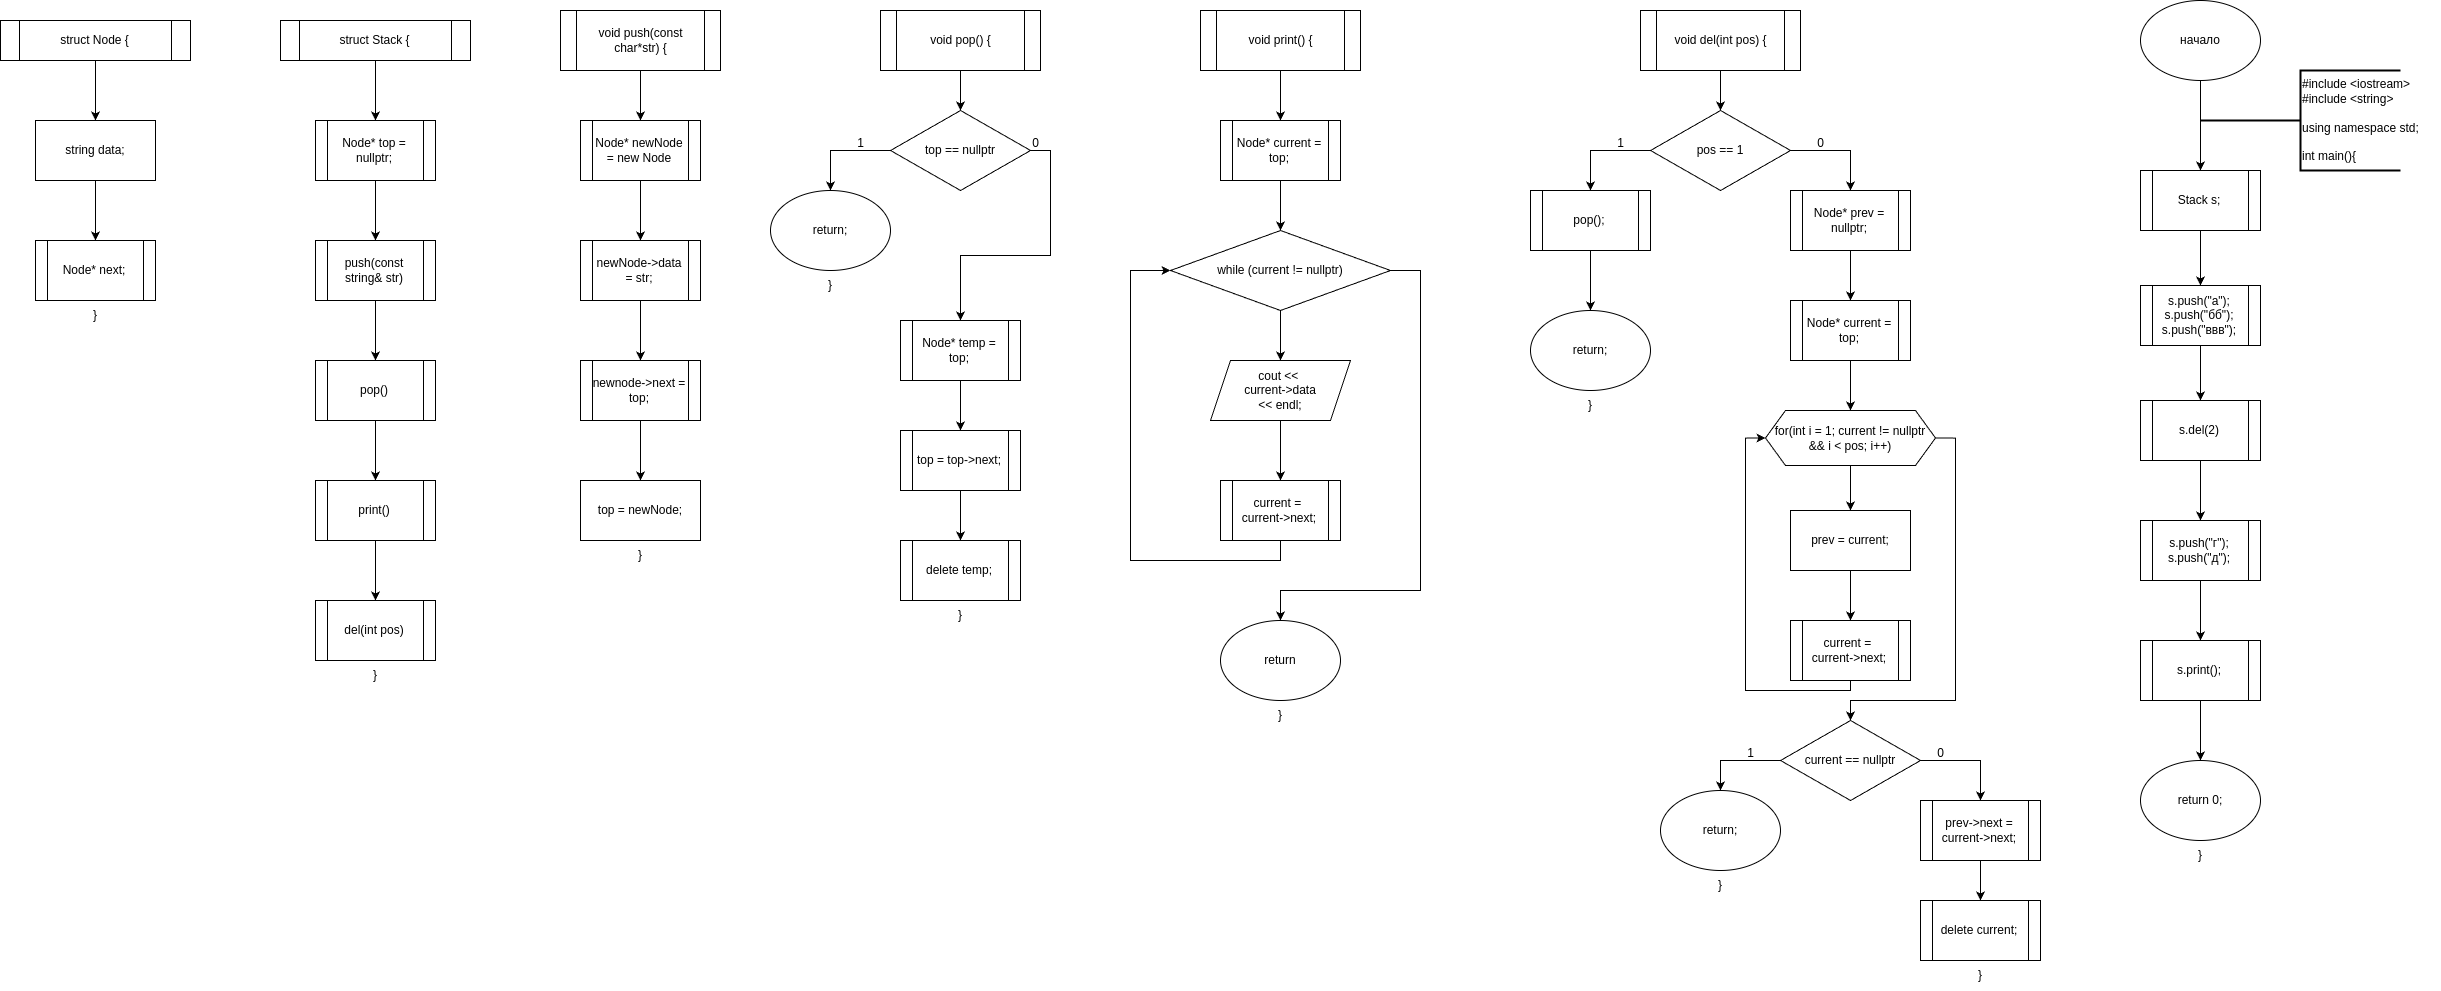 struct Node {
string data;
Node* next;
}
struct Stack {
Node* top =
nullptr;
push(const
string& str)
pop()
print()
del(int pos)
}
void push(const
char*str) {
Node* newNode
= new Node
newNode->data
= str;
newnode->next =
top;
top = newNode;
}
void pop() {
top == nullptr
1
0
return;
}
Node* temp =
top;
top = top->next;
delete temp;
}
void print() {
Node* current =
top;
while (current != nullptr)
cout <<
current->data
<< endl;
current =
current->next;
return
}
void del(int pos) {
pos == 1
1
0
pop();
return;
}
Node* prev =
nullptr;
Node* current =
top;
for(int i = 1; current != nullptr
&& i < pos; i++)
prev = current;
current =
current->next;
current == nullptr
1
0
return;
}
prev->next =
current->next;
delete current;
}
начало
#include <iostream>
#include <string>
using namespace std;
int main(){
Stack s;
s.push("а");
s.push("бб");
s.push("ввв");
s.del(2)
s.push("г");
s.push("д");
s.print();
return 0;
}